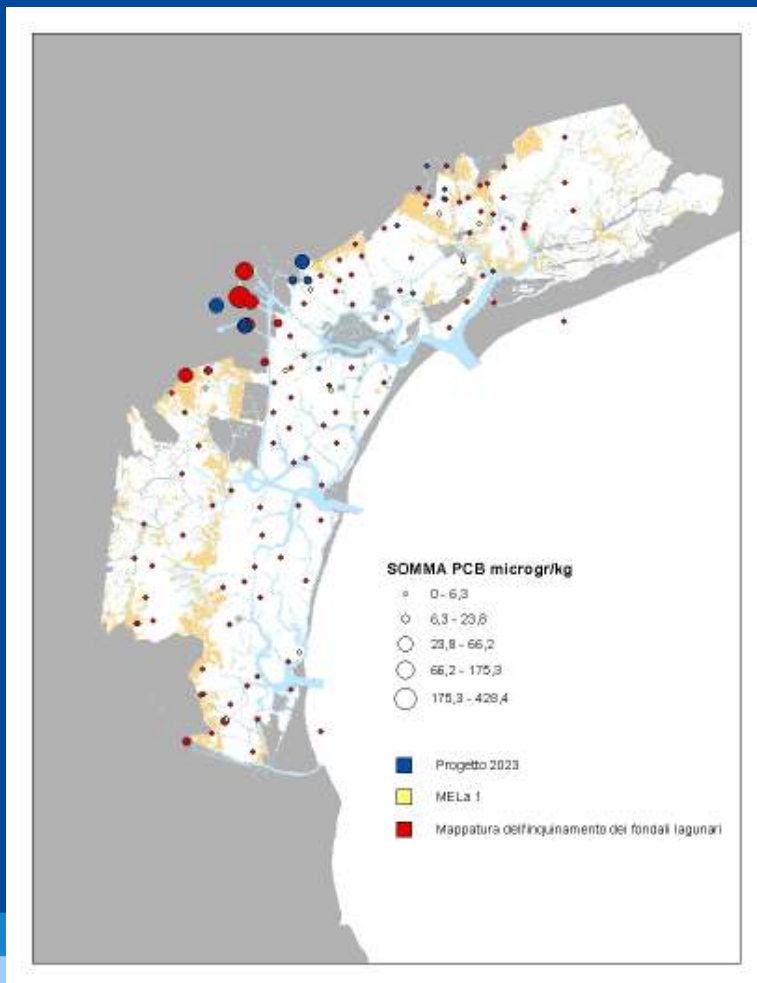 SOMMA PCB microgr/kg
0 - 6,3
6,3 - 23,8
23,8 - 66,2
66,2 - 175,3
175,3 - 428,4
Progetto 2023
MELa 1
Mappatura dell'inquinamento dei fondali lagunari